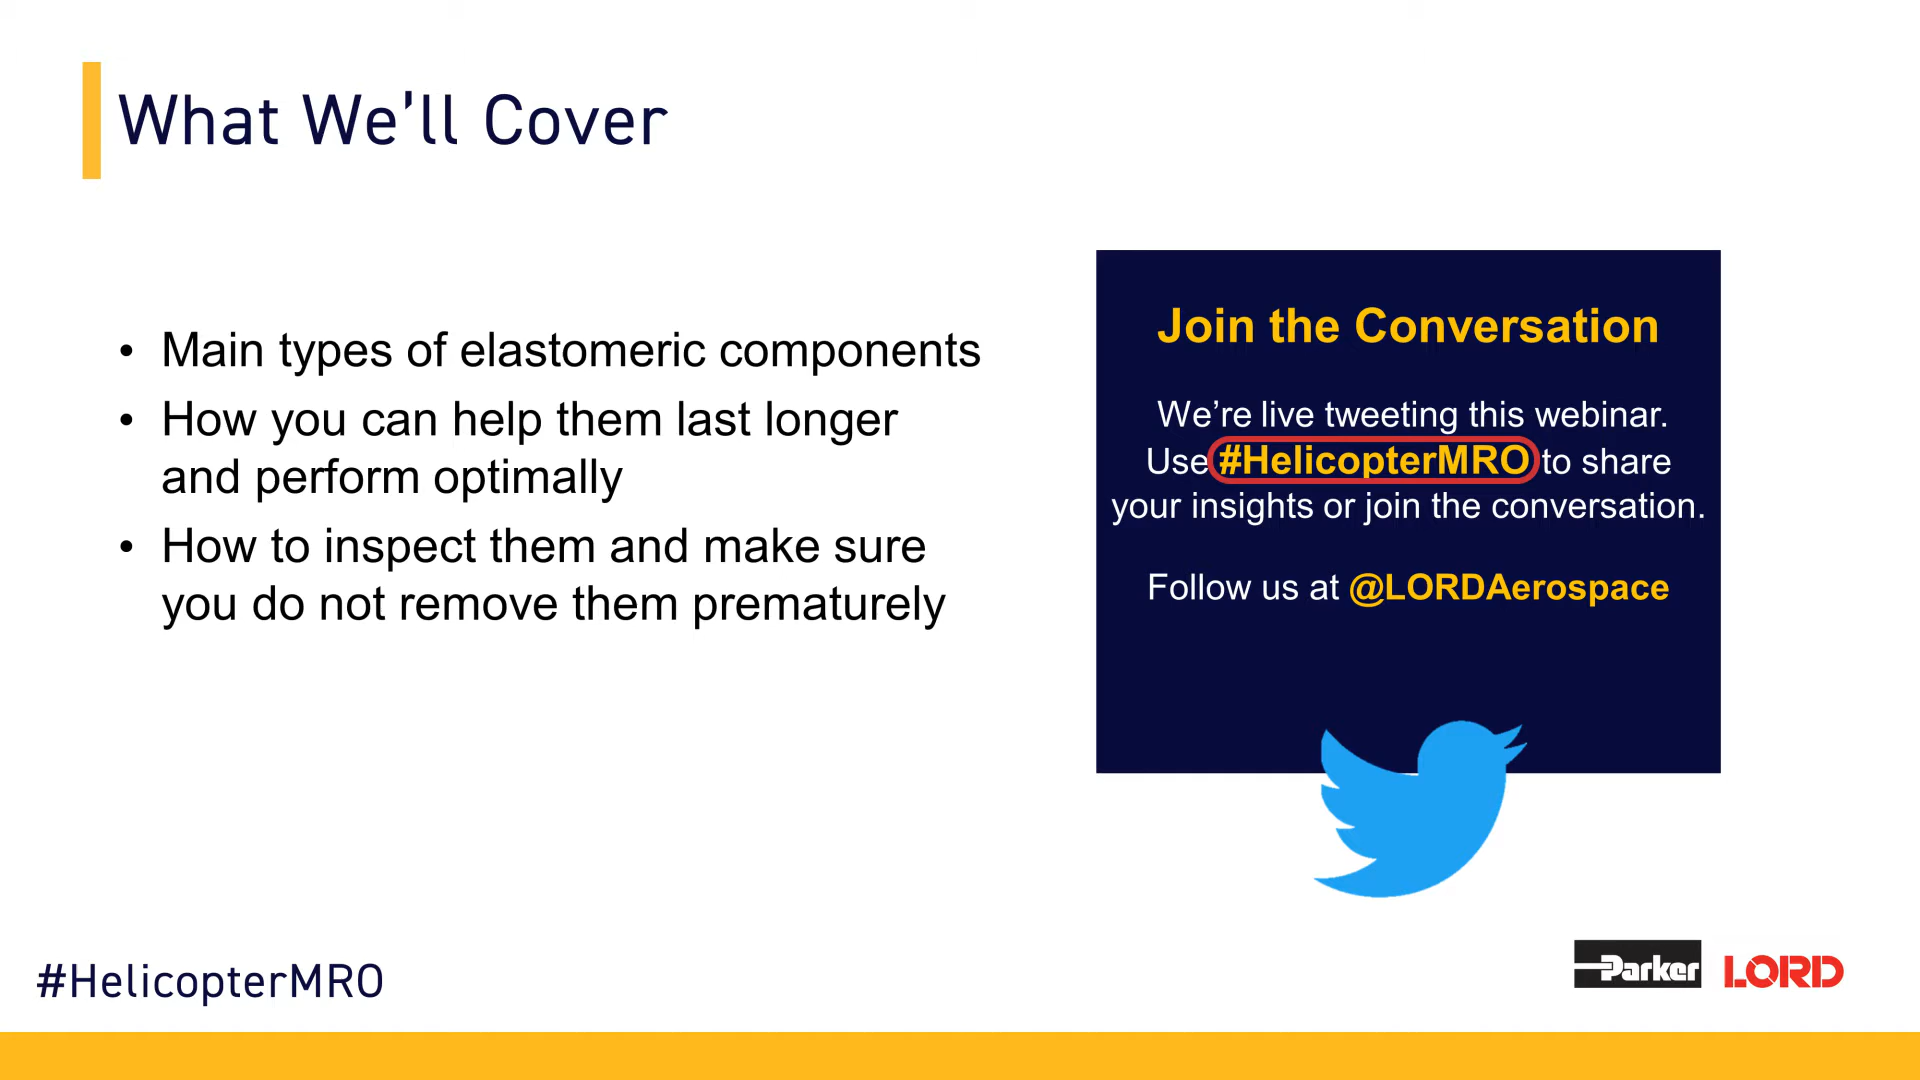 What We'll Cover
• Main types of elastomeric components
• How you can help them last longer
and perform optimally
• How to inspect them and make sure
you do not remove them prematurely
Join the Conversation
We’re live tweeting this webinar.
Use #HelicopterMRO to share
your insights or join the conversation.
Follow us at @LORDAerospace
#HelicopterMRO
Parker LORD